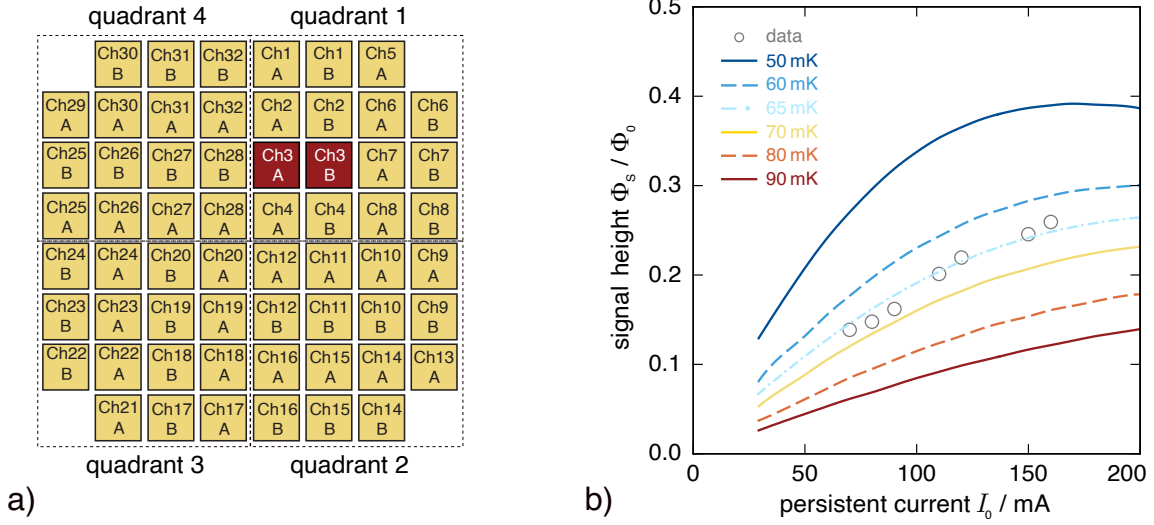 quadrant 4 quadrant 1
Ch30 Ch31 Ch32 Ch1 Ch1 Ch5
B B B A B A
Ch29 Ch30 Ch31 Ch32 Ch2 Ch2 Ch6 Ch6
A A A A A B A B
Ch25 Ch26 Ch27 Ch28 Ch3 Ch3 Ch7 Ch7
B B B B A B A B
Ch25 Ch26 Ch27 Ch28 Ch4 Ch4 Ch8 Ch8
A A A A A B A B
Ch24 Ch24 Ch20 Ch20 Ch12 Ch11 Ch10 Ch9
B A B A A A A A
Ch23 Ch23 Ch19 Ch19 Ch12 Ch11 Ch10 Ch9
B A B A B B B B
Ch22 Ch22 Ch18 Ch18 Ch16 Ch15 Ch14 Ch13
B A B A A A A A
Ch21 Ch17 Ch17 Ch16 Ch15 Ch14
A B A B B B
quadrant 3 quadrant 2
a)
signal height Φs / Φ0
0.5
0.4
0.3
0.2
0.1
0.0
data
50 mK
60 mK
65 mK
70 mK
80 mK
90 mK
0 50 100 150 200
persistent current I0 / mA
b)